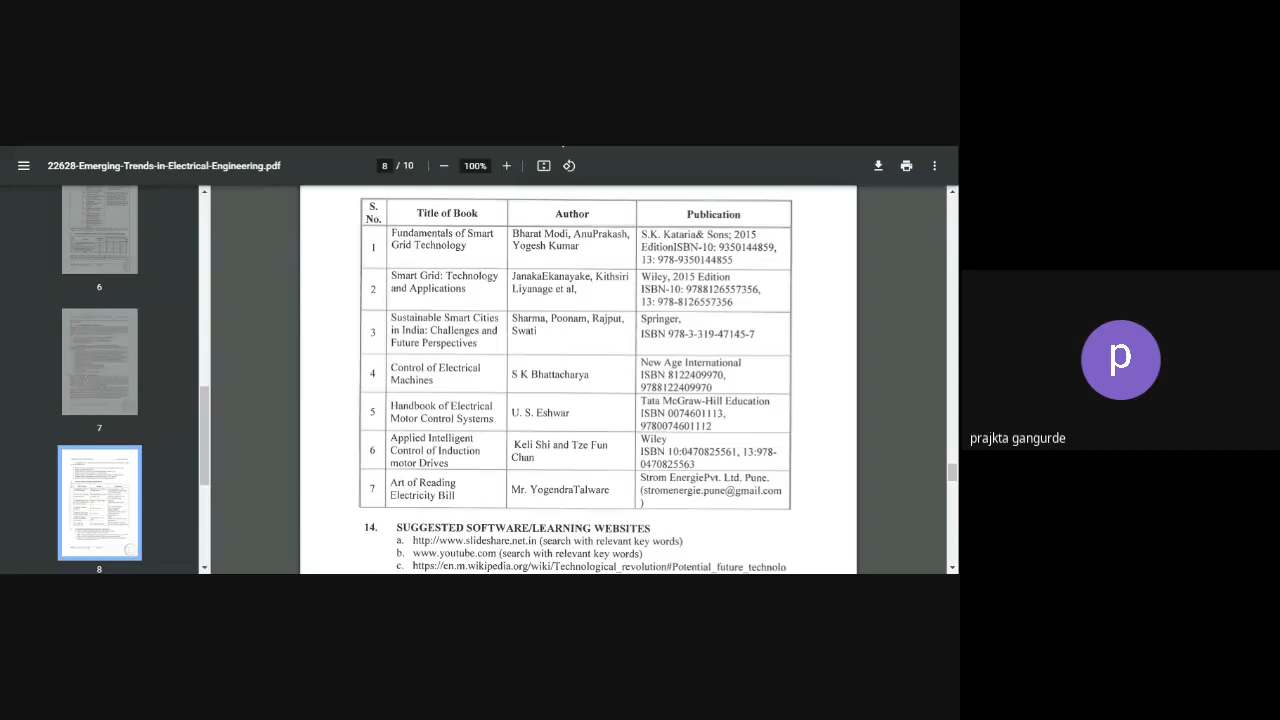 22628-Emerging-Trends-in-Electrical-Engineering.pdf
8 / 10
100%
6
7
8
S. No. Title of Book Author Publication
1
Fundamentals of Smart
Grid Technology
Bharat Modi, AnuPrakash,
Yogesh Kumar
S.K. Kataria& Sons; 2015
EditionISBN-10: 9350144859,
13: 978-9350144855
2
Smart Grid: Technology
and Applications
JanakaEkanayake, Kithsiri
Liyanage et al,
Wiley, 2015 Edition
ISBN-10: 9788126557356,
13: 978-8126557356
3
Sustainable Smart Cities
in India: Challenges and
Future Perspectives
Sharma, Poonam, Rajput,
Swati
Springer,
ISBN 978-3-319-47145-7
4
Control of Electrical
Machines
S K Bhattacharya
New Age International
ISBN 8122409970,
9788122409970
5
Handbook of Electrical
Motor Control Systems
U. S. Eshwar
Tata McGraw-Hill Education
ISBN 0074601113,
9780074601112
6
Applied Intelligent
Control of Induction
motor Drives
Keli Shi and Tze Fun
Chan
Wiley
ISBN 10:0470825561, 13:978-
0470825563
Art of Reading
Electricity Bill
Mr. YogendraTalware
Strom EnergiePvt. Ltd. Pune.
(stromenergie.pune@gmail.com
)
14. SUGGESTED SOFTWARE/LEARNING WEBSITES
a. http://www.slideshare.net.in (search with relevant key words)
b. www.youtube.com (search with relevant key words)
c. https://en.m.wikipedia.org/wiki/Technological_revolution#Potential_future_technolo
p
prajkta gangurde